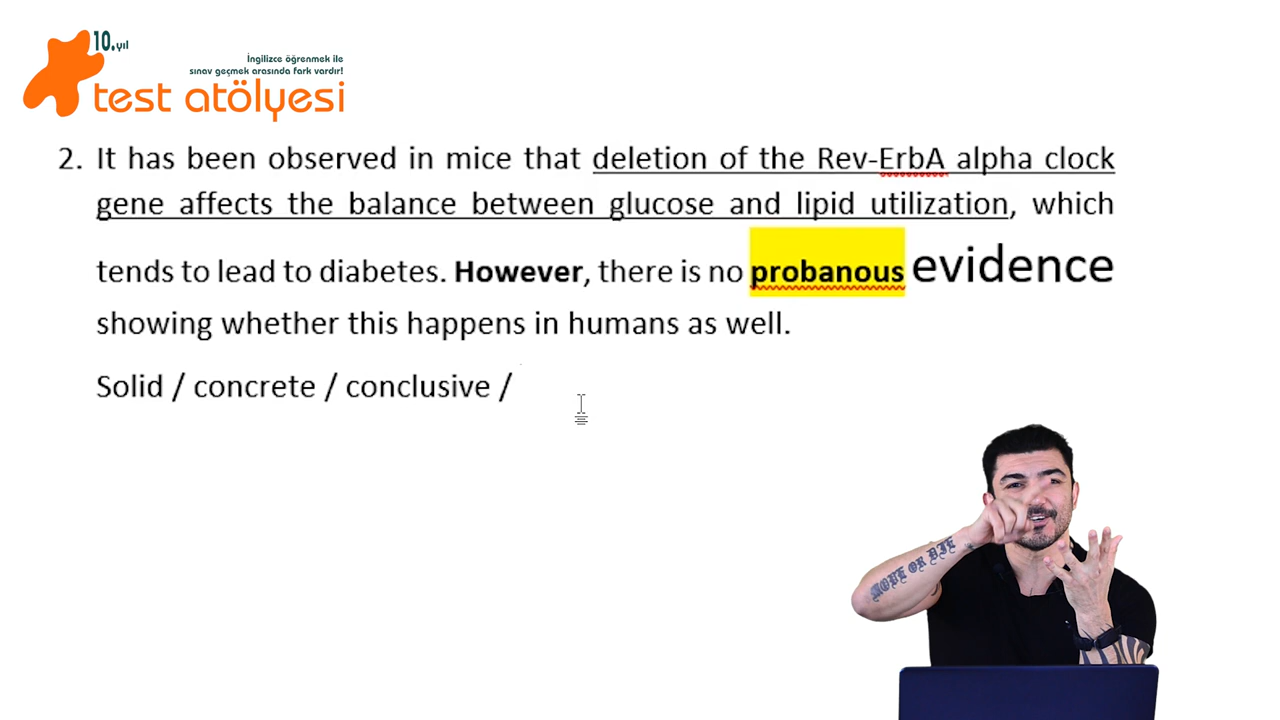 10.yıl
İngilizce öğrenmek ile
sınav geçmek arasında fark vardır!
test atölyesi
2. It has been observed in mice that deletion of the Rev-ErbA alpha clock
gene affects the balance between glucose and lipid utilization, which
tends to lead to diabetes. However, there is no probanous evidence
showing whether this happens in humans as well.
Solid / concrete / conclusive /
MODE OR DIE